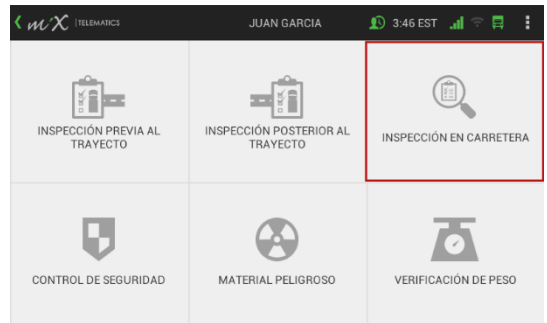 miX | TELEMATICS JUAN GARCIA 3:46 EST
INSPECCIÓN PREVIA AL
TRAYECTO
INSPECCIÓN POSTERIOR AL
TRAYECTO
INSPECCIÓN EN CARRETERA
CONTROL DE SEGURIDAD
MATERIAL PELIGROSO
VERIFICACIÓN DE PESO